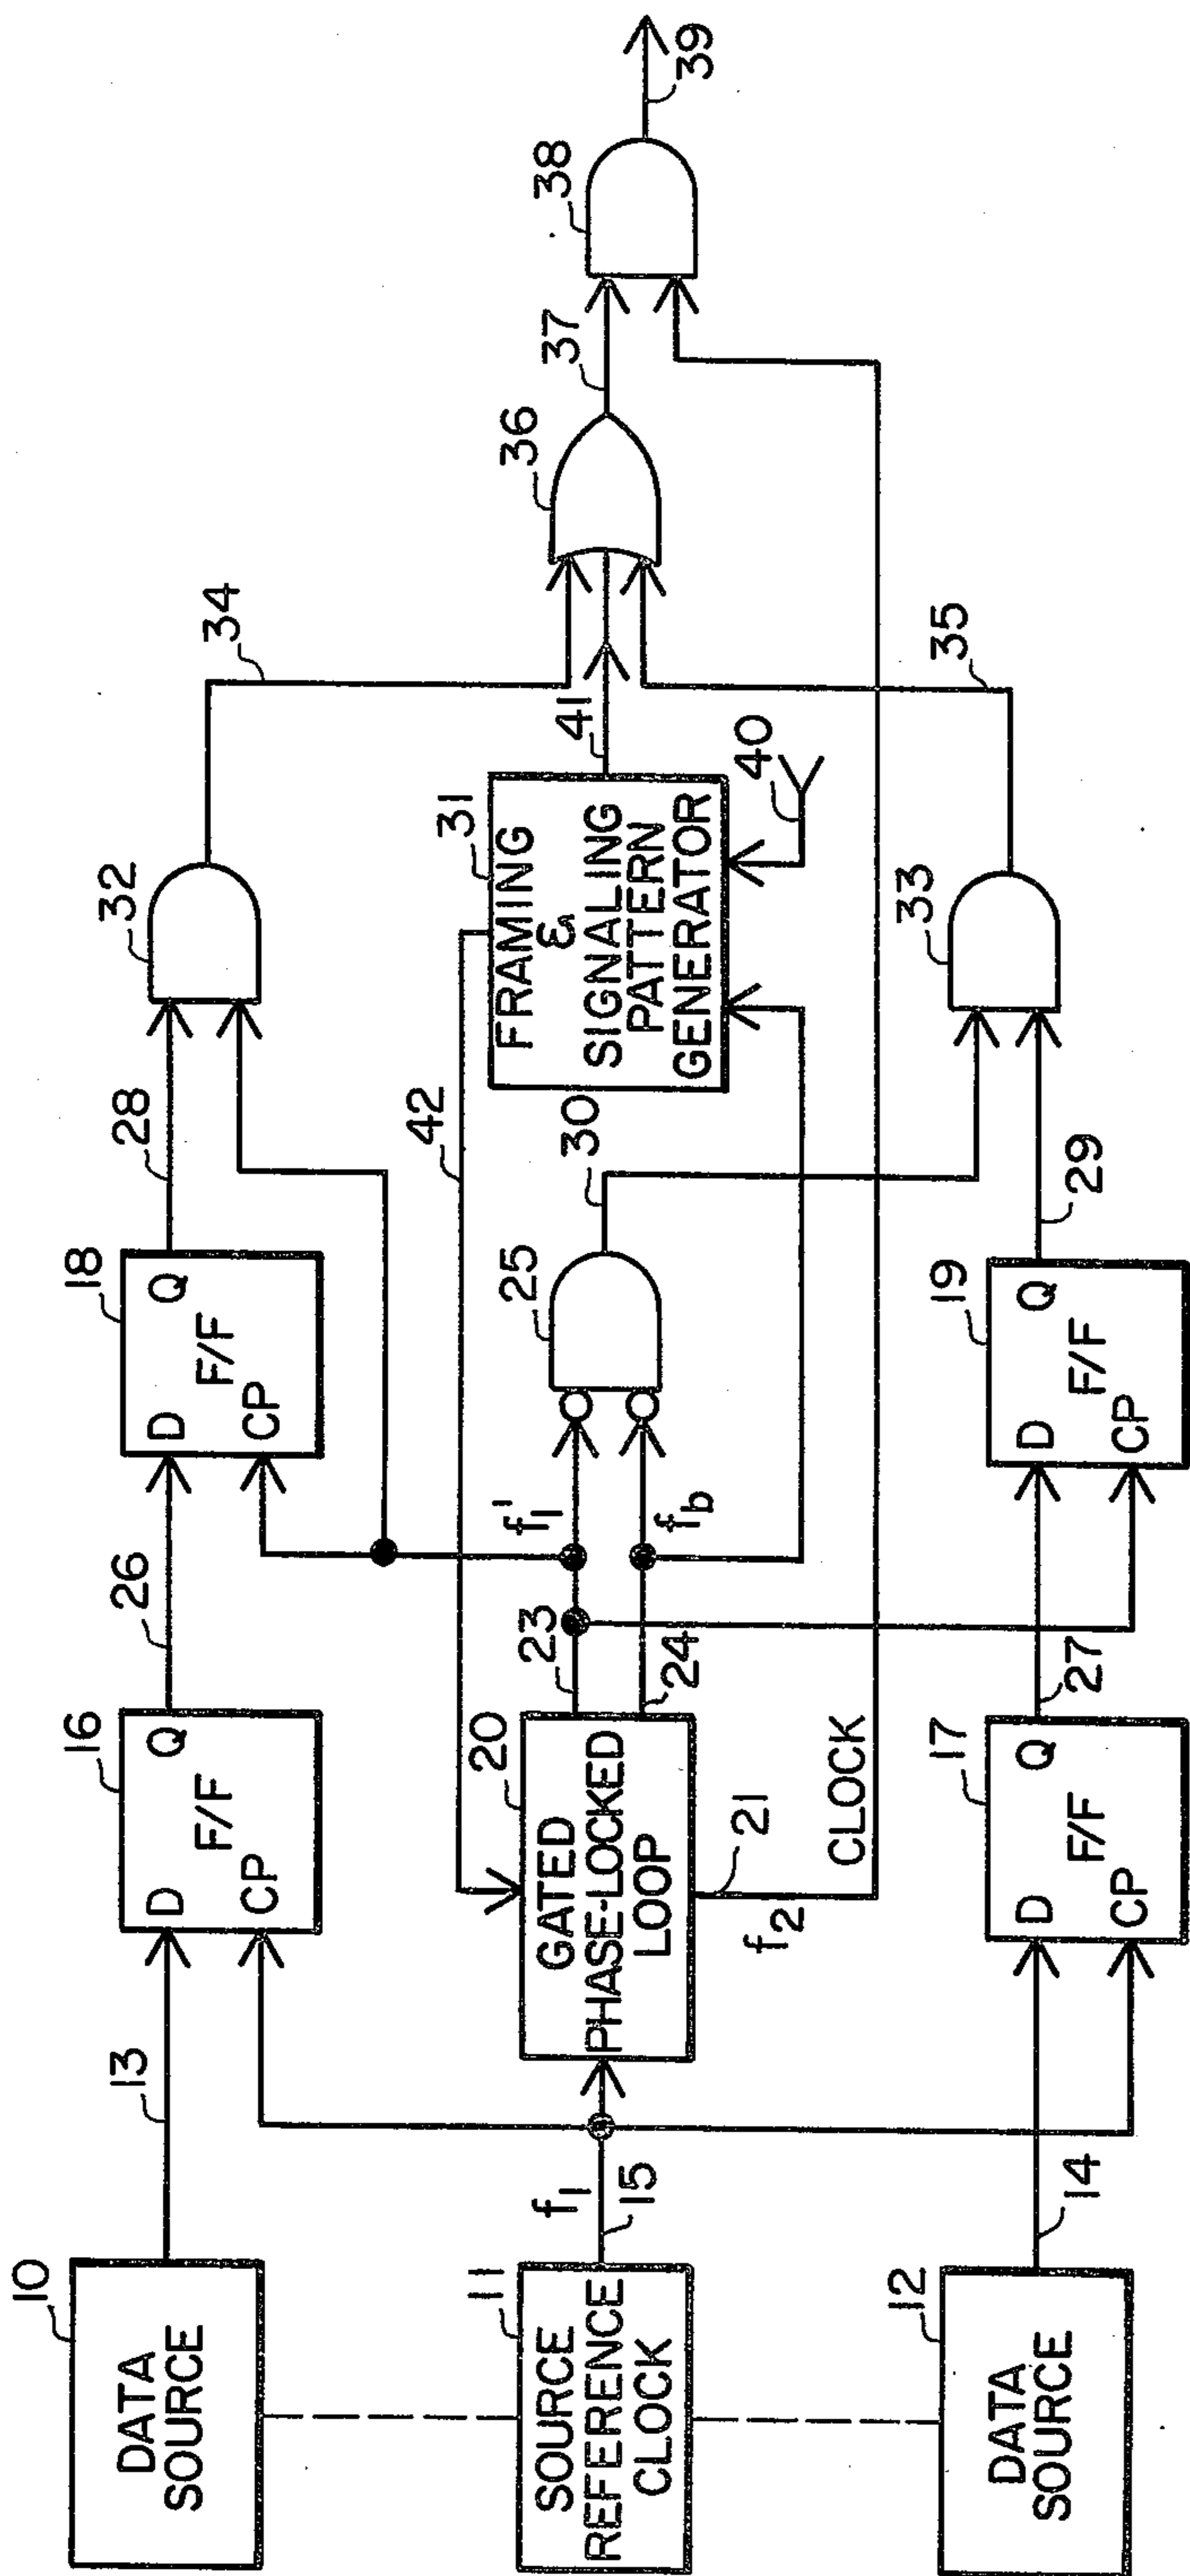 10
DATA
SOURCE
13
16
D
Q
F/F
CP
26
18
D
Q
F/F
CP
28
32
34
11
SOURCE
REFERENCE
CLOCK
f1
15
20
GATED
PHASE-LOCKED
LOOP
23
24
21
f2
CLOCK
42
f1'
fb
25
30
31
FRAMING
&
SIGNALING
PATTERN
GENERATOR
40
41
36
37
38
39
12
DATA
SOURCE
14
17
D
Q
F/F
CP
27
19
D
Q
F/F
CP
29
33
35